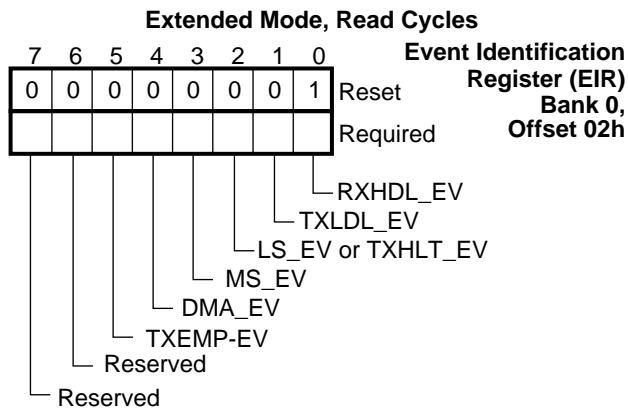 Extended Mode, Read Cycles
7 6 5 4 3 2 1 0
Event Identification
Register (EIR)
Bank 0,
Offset 02h
0 0 0 0 0 0 0 1 Reset
Required
RXHDL_EV
TXLDL_EV
LS_EV or TXHLT_EV
MS_EV
DMA_EV
TXEMP-EV
Reserved
Reserved